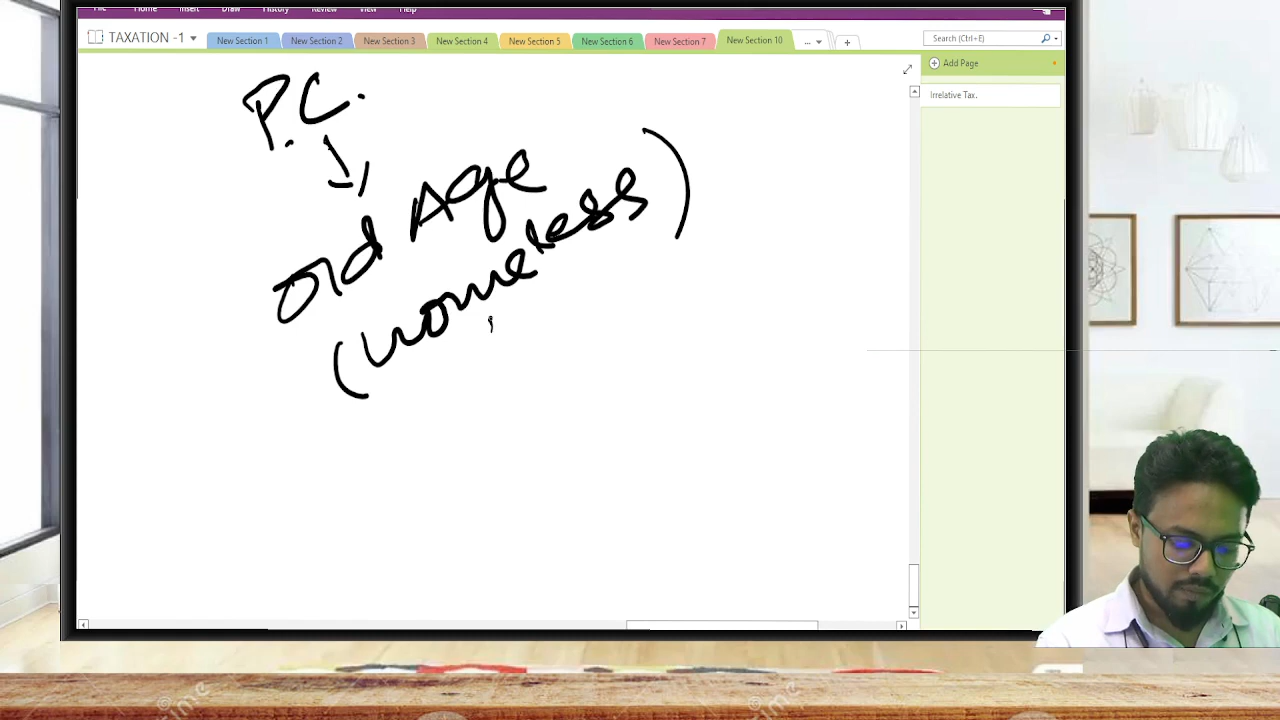 File Home Insert Draw History Review View Help
TAXATION -1 New Section 1 New Section 2 New Section 3 New Section 4 New Section 5 New Section 6 New Section 7 New Section 10 ... + Search (Ctrl+E)
Add Page
Irrelative Tax.
P.C.
old Age
(homeless)